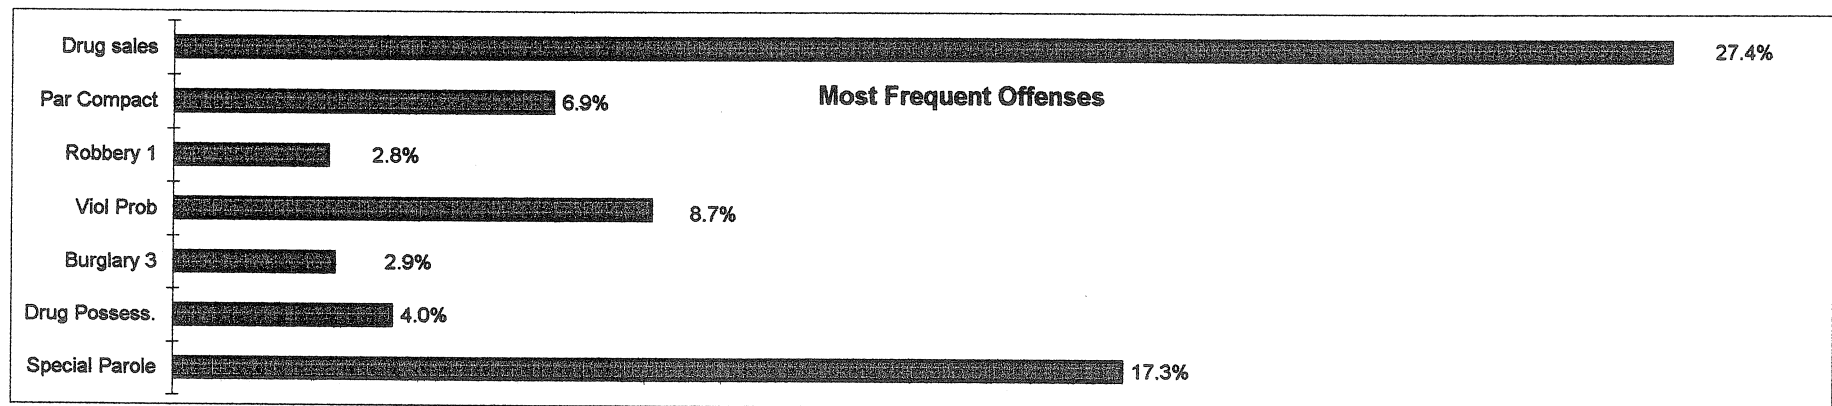 Drug sales 27.4%
Most Frequent Offenses
Par Compact 6.9%
Robbery 1 2.8%
Viol Prob 8.7%
Burglary 3 2.9%
Drug Possess. 4.0%
Special Parole 17.3%